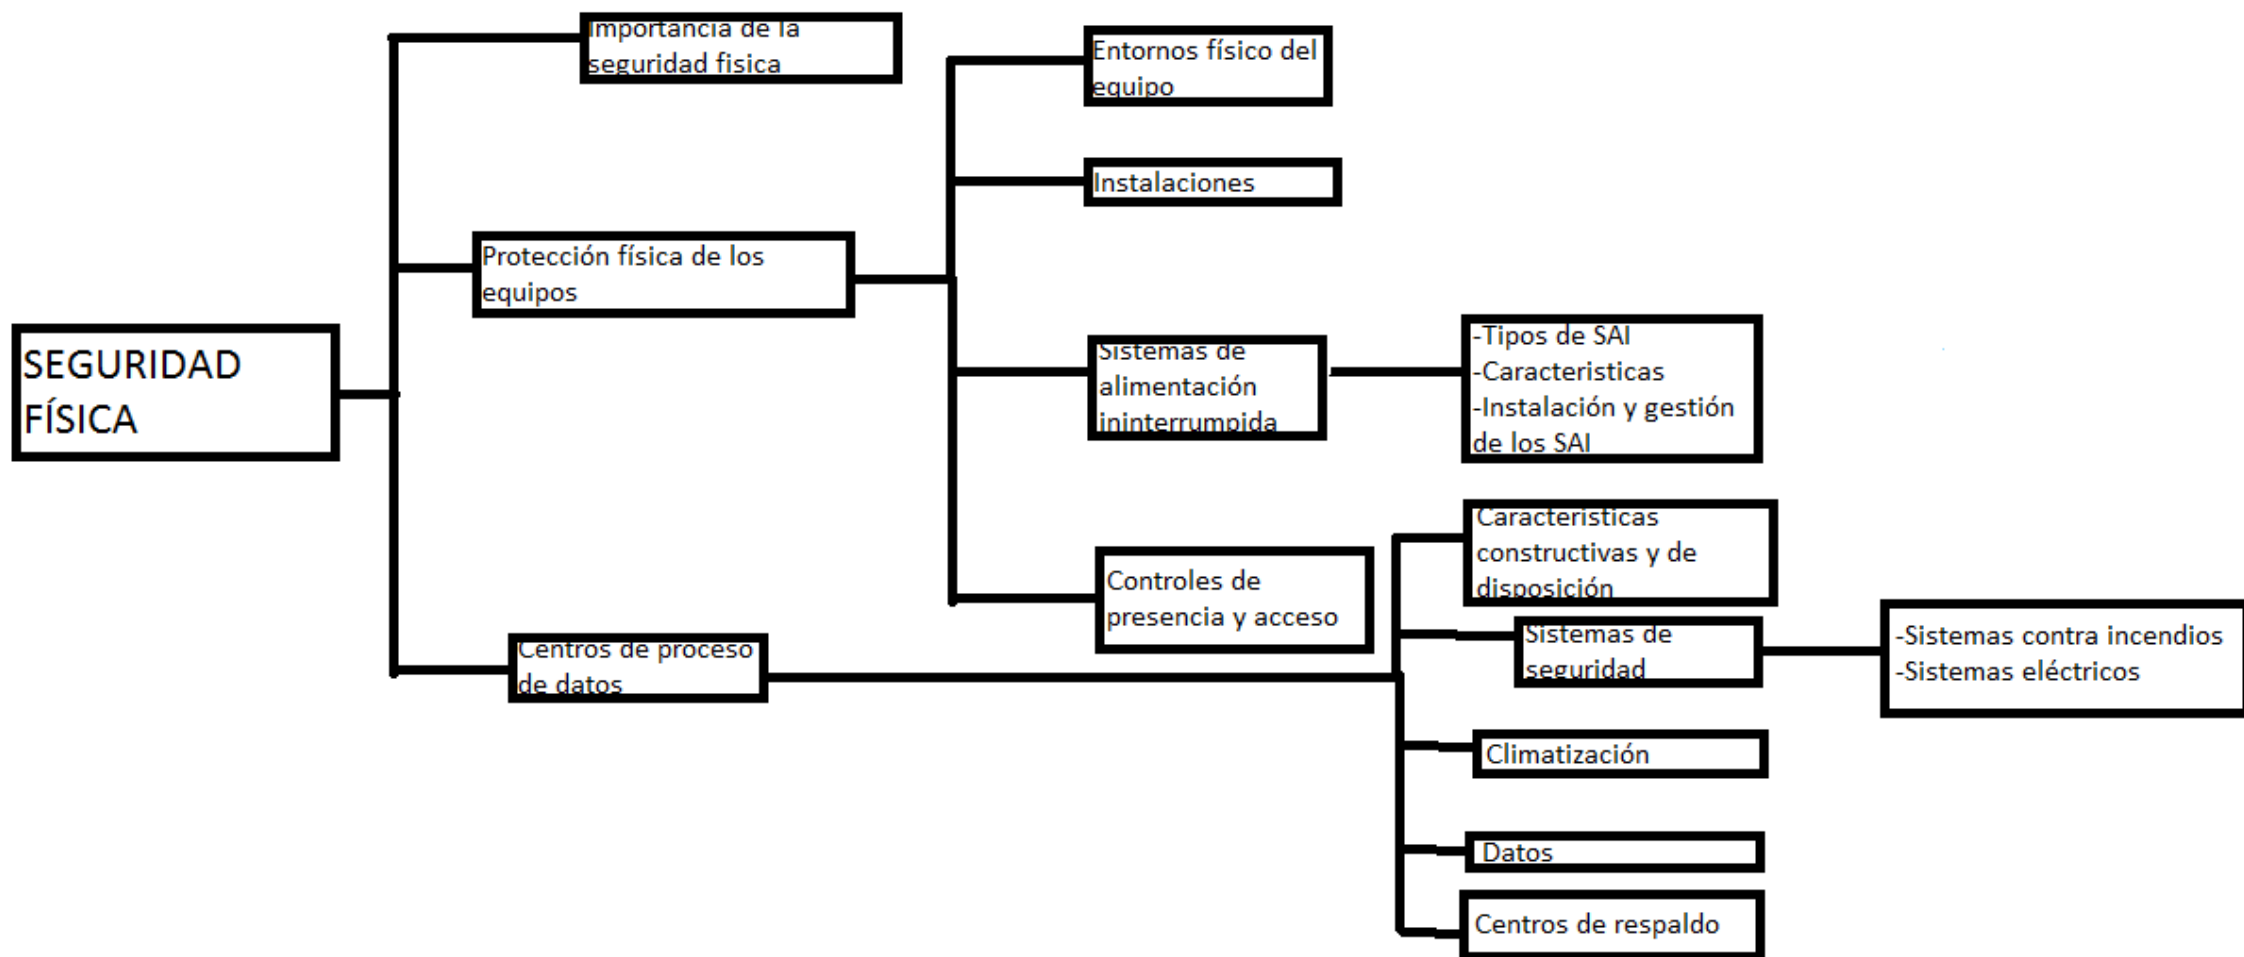 Importancia de la
seguridad fisica
Entornos físico del
equipo
Instalaciones
Protección física de los
equipos
SEGURIDAD
FÍSICA
Sistemas de
alimentación
ininterrumpida
-Tipos de SAI
-Caracteristicas
-Instalación y gestión
de los SAI
Controles de
presencia y acceso
Centros de proceso
de datos
Caracteristicas
constructivas y de
disposición
Sistemas de
seguridad
-Sistemas contra incendios
-Sistemas eléctricos
Climatización
Datos
Centros de respaldo